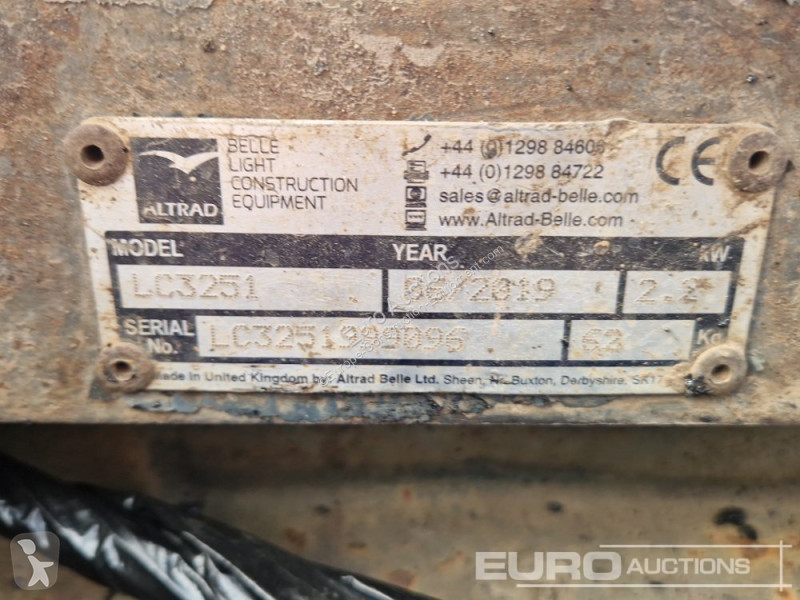 ALTRAD
BELLE
LIGHT
CONSTRUCTION
EQUIPMENT
+44 (0)1298 84606
+44 (0)1298 84722
sales@altrad-belle.com
www.Altrad-Belle.com
CE
MODEL
YEAR
KW
LC3251
06/2019
2.2
SERIAL
No.
LC3251999096
62
Kg
Made in United Kingdom by: Altrad Belle Ltd. Sheen, Nr. Buxton, Derbyshire, SK17
EURO AUCTIONS